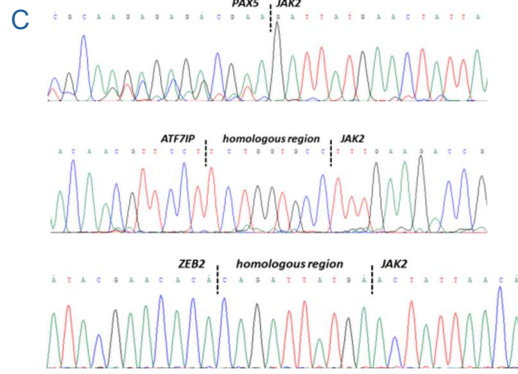 C
PAX5 JAK2
C G C A A G A G A G A C G A A G A T T A T G A A C T A T T A
ATF7IP homologous region JAK2
A C A A C G T T C C T T C T G G T G C C T T T G A A G A C C G
ZEB2 homologous region JAK2
A T A C G A A C A C A C A G A T T A T G A A C T A T T A A C A